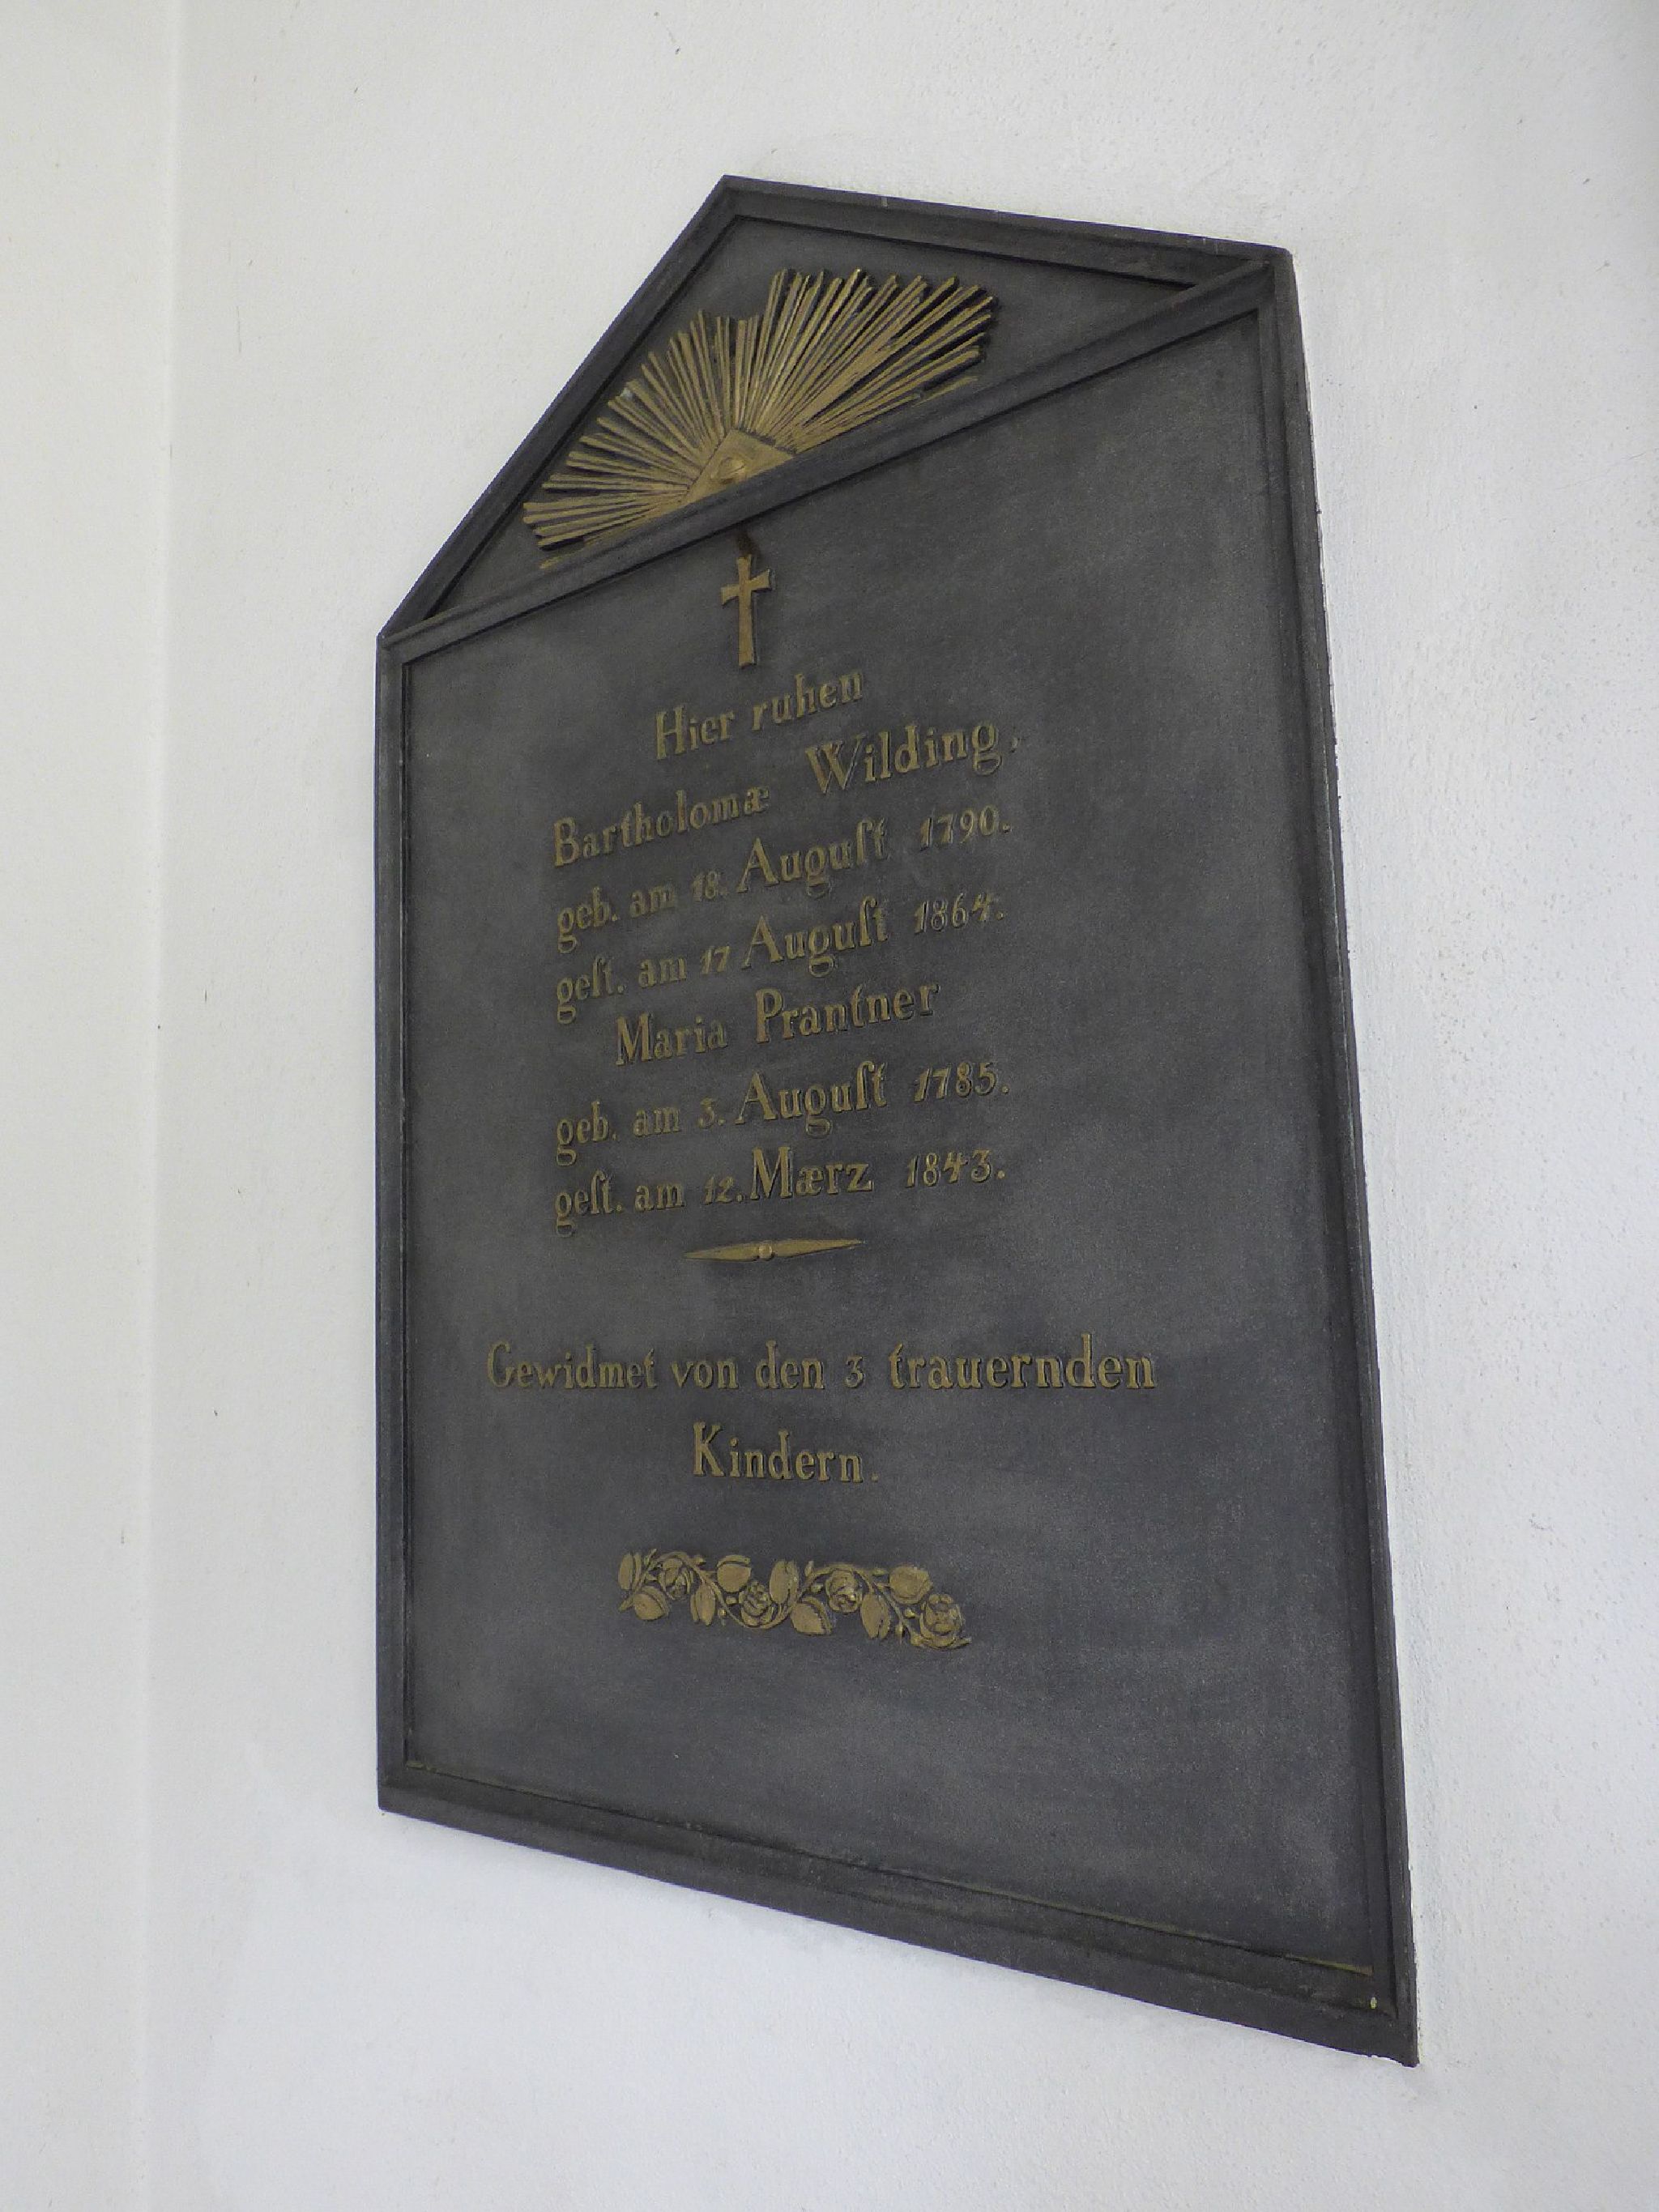 Hier ruhen
Bartholomæ Wilding.
geb. am 18. Auguſt 1790.
geſt. am 17 Auguſt 1864.
Maria Prantner
geb. am 3. Auguſt 1785.
geſt. am 12. Mærz 1843.
Gewidmet von den 3 trauernden
Kindern.